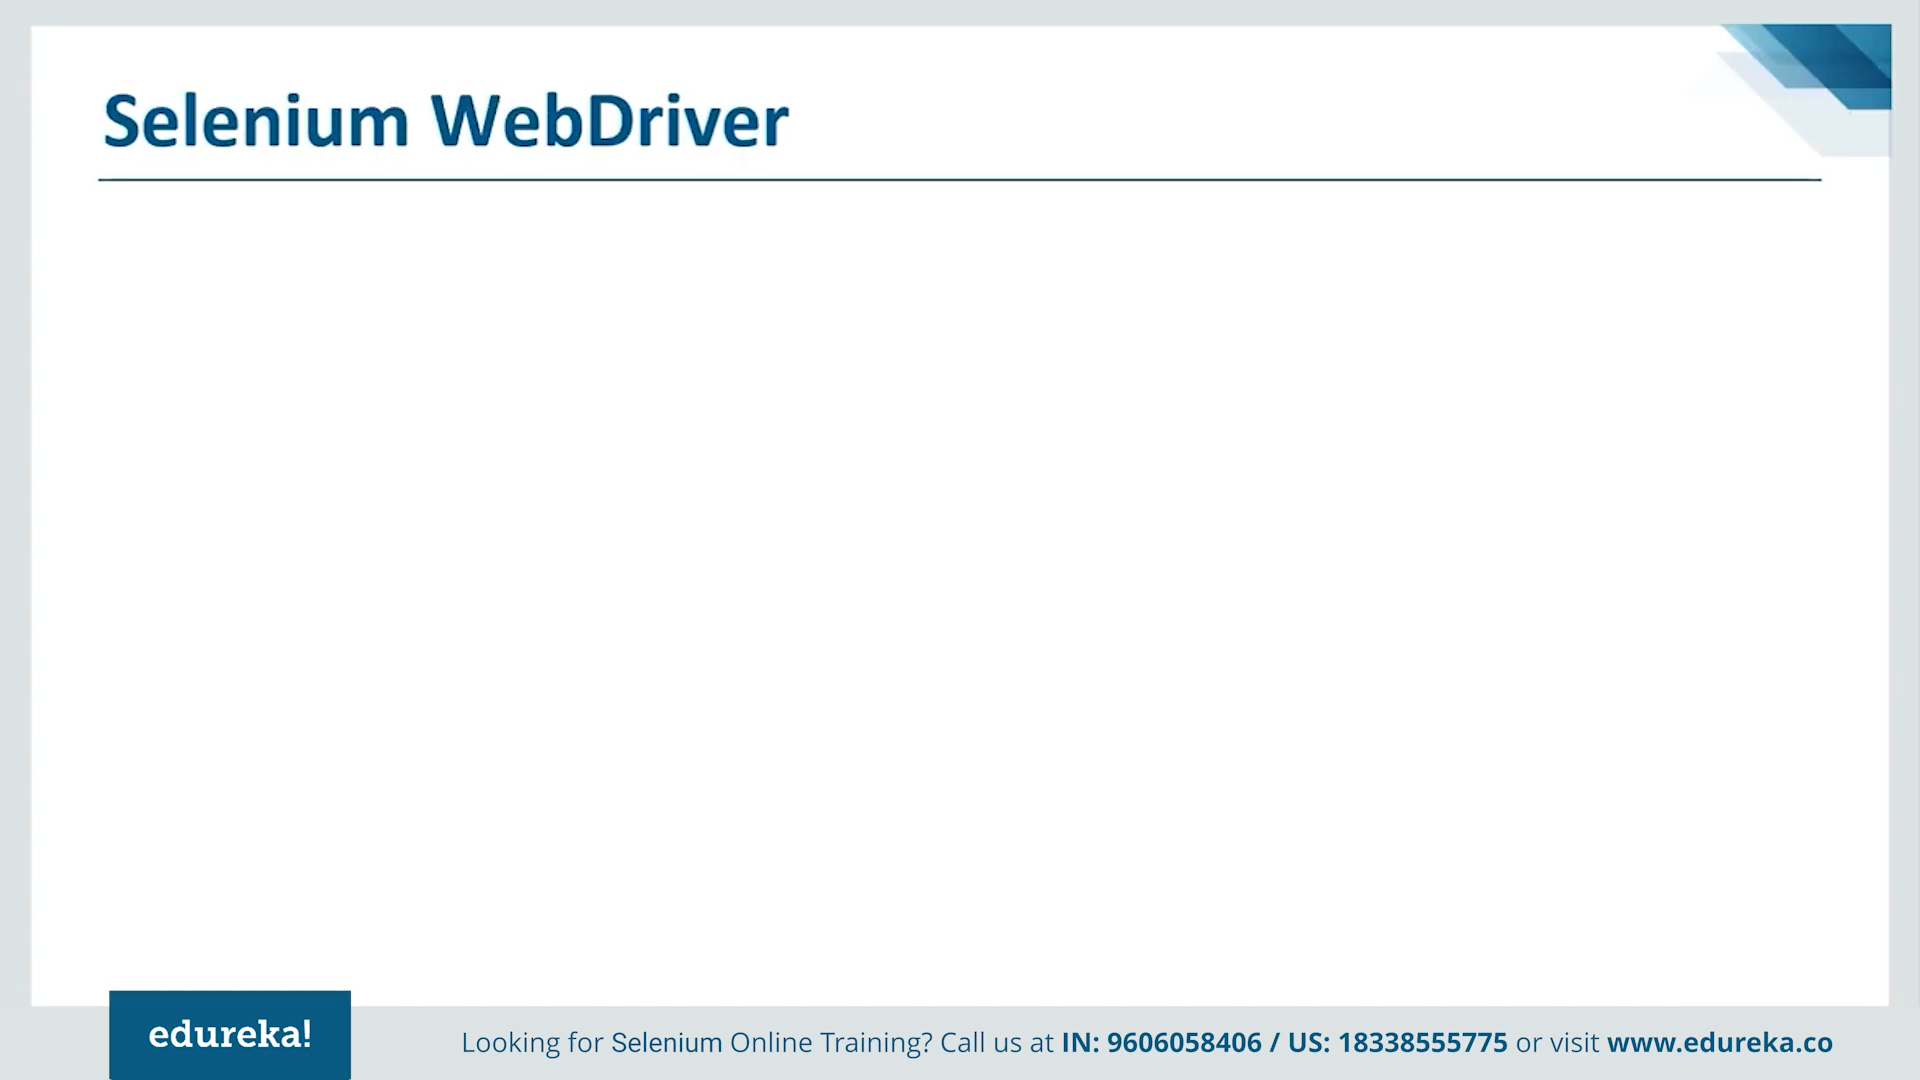 Selenium WebDriver
edureka!
Looking for Selenium Online Training? Call us at IN: 9606058406 / US: 18338555775 or visit www.edureka.co